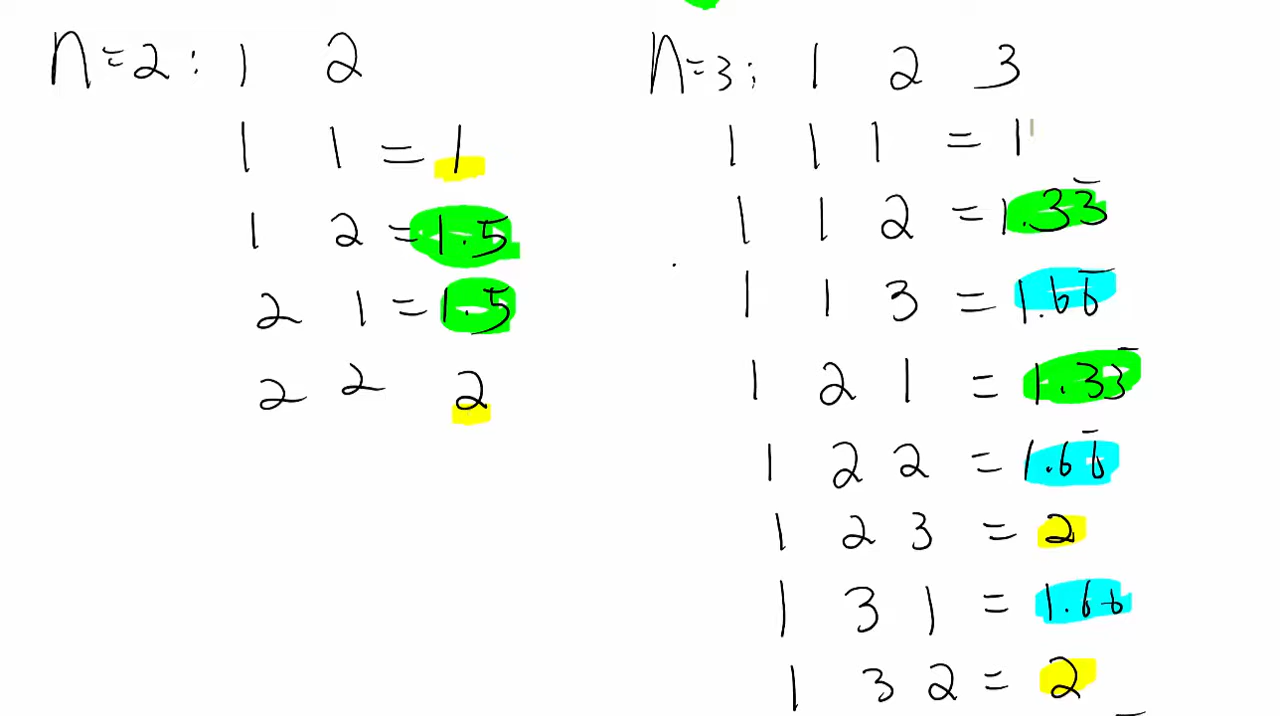 n=2: 1 2
1 1 = 1
1 2 = 1.5
2 1 = 1.5
2 2 2
n=3: 1 2 3
1 1 1 = 1
1 1 2 = 1.33̅
1 1 3 = 1.66̅
1 2 1 = 1.33̅
1 2 2 = 1.66̅
1 2 3 = 2
1 3 1 = 1.66
1 3 2 = 2